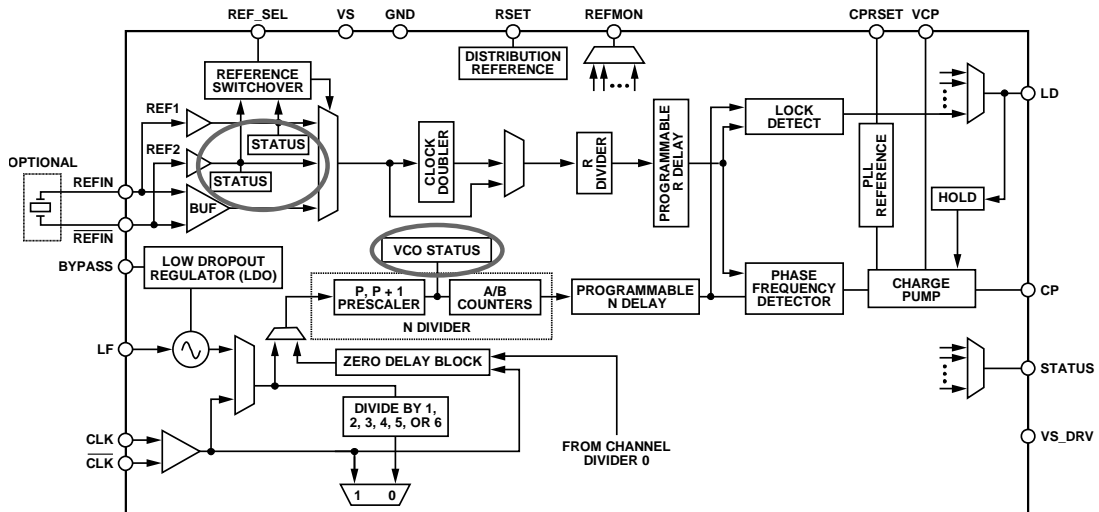 REF_SEL VS GND RSET REFMON CPRSET VCP
DISTRIBUTION
REFERENCE
REFERENCE
SWITCHOVER
REF1
STATUS
REF2
STATUS
OPTIONAL
REFIN
BUF
REFIN
CLOCK
DOUBLER
R
DIVIDER
PROGRAMMABLE
R DELAY
LOCK
DETECT
LD
PLL
REFERENCE
HOLD
BYPASS
LOW DROPOUT
REGULATOR (LDO)
VCO STATUS
P, P + 1
PRESCALER
A/B
COUNTERS
N DIVIDER
PROGRAMMABLE
N DELAY
PHASE
FREQUENCY
DETECTOR
CHARGE
PUMP
CP
LF
ZERO DELAY BLOCK
STATUS
DIVIDE BY 1,
2, 3, 4, 5, OR 6
FROM CHANNEL
DIVIDER 0
VS_DRV
CLK
CLK
1 0